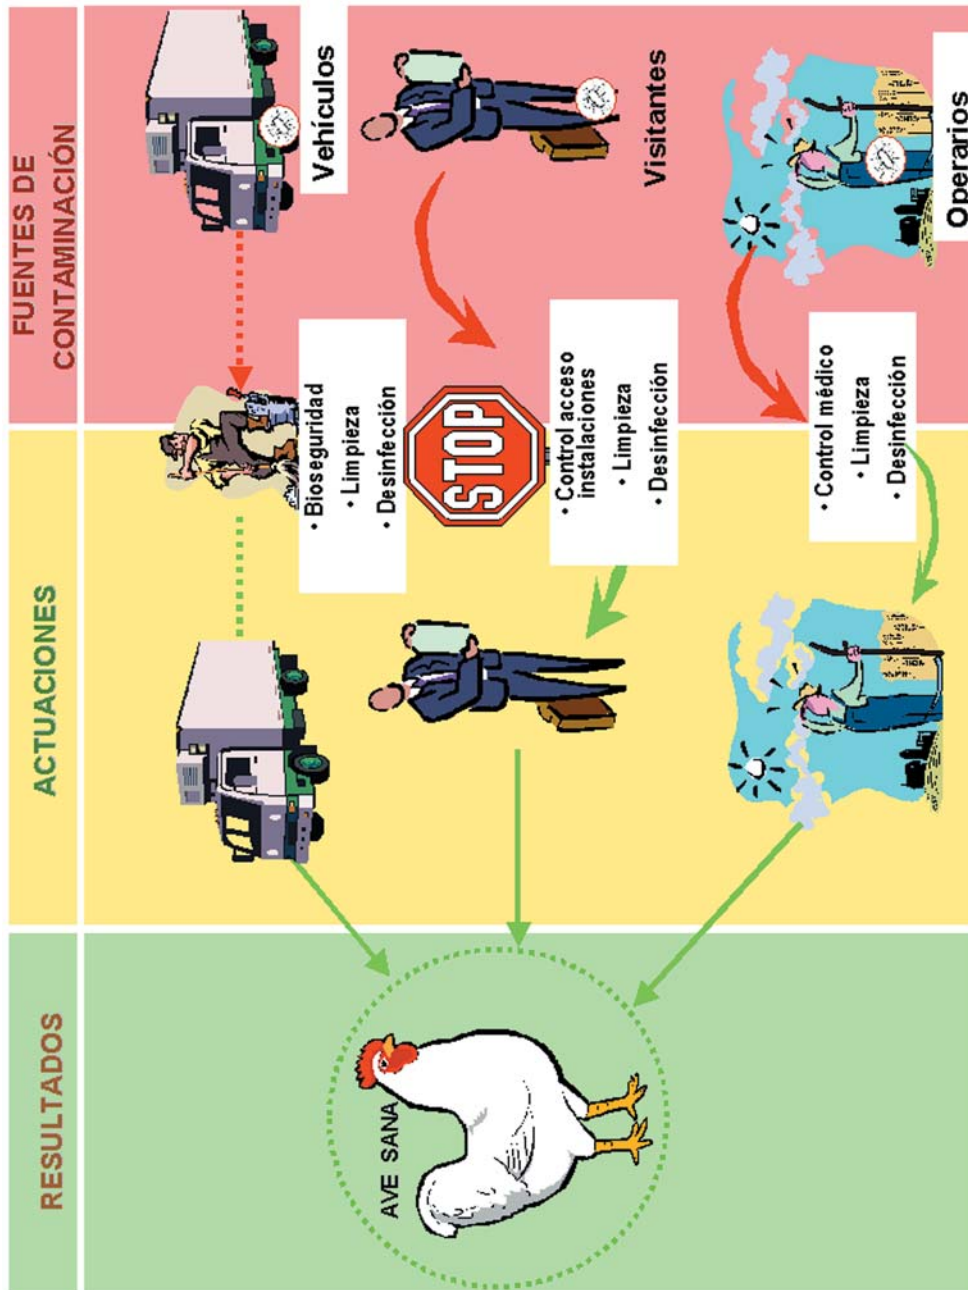 RESULTADOS
ACTUACIONES
FUENTES DE
CONTAMINACIÓN
Vehículos
• Bioseguridad
• Limpieza
• Desinfección
AVE SANA
STOP
Visitantes
• Control acceso
instalaciones
• Limpieza
• Desinfección
• Control médico
• Limpieza
• Desinfección
Operarios